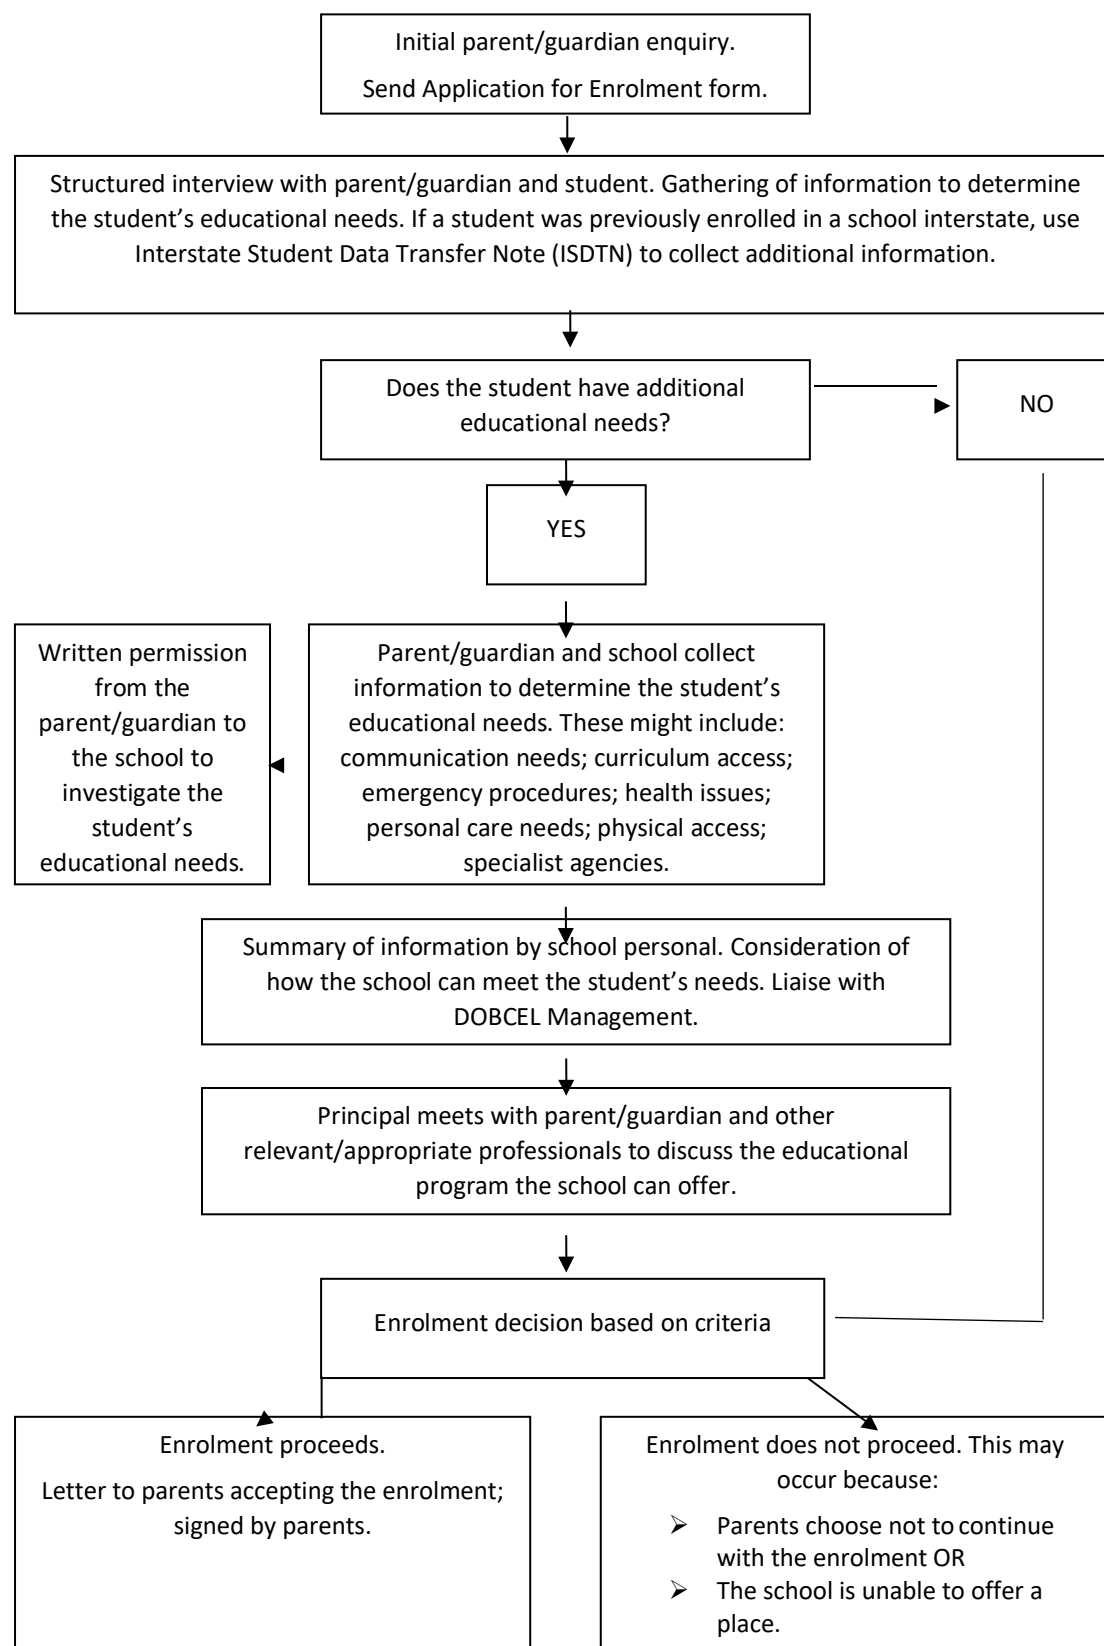 Initial parent/guardian enquiry.
Send Application for Enrolment form.
Structured interview with parent/guardian and student. Gathering of information to determine
the student’s educational needs. If a student was previously enrolled in a school interstate, use
Interstate Student Data Transfer Note (ISDTN) to collect additional information.
Does the student have additional
educational needs?
NO
YES
Written permission
from the
parent/guardian to
the school to
investigate the
student’s
educational needs.
Parent/guardian and school collect
information to determine the student’s
educational needs. These might include:
communication needs; curriculum access;
emergency procedures; health issues;
personal care needs; physical access;
specialist agencies.
Summary of information by school personal. Consideration of
how the school can meet the student’s needs. Liaise with
DOBCEL Management.
Principal meets with parent/guardian and other
relevant/appropriate professionals to discuss the educational
program the school can offer.
Enrolment decision based on criteria
Enrolment proceeds.
Letter to parents accepting the enrolment;
signed by parents.
Enrolment does not proceed. This may
occur because:
➢ Parents choose not to continue
with the enrolment OR
➢ The school is unable to offer a
place.